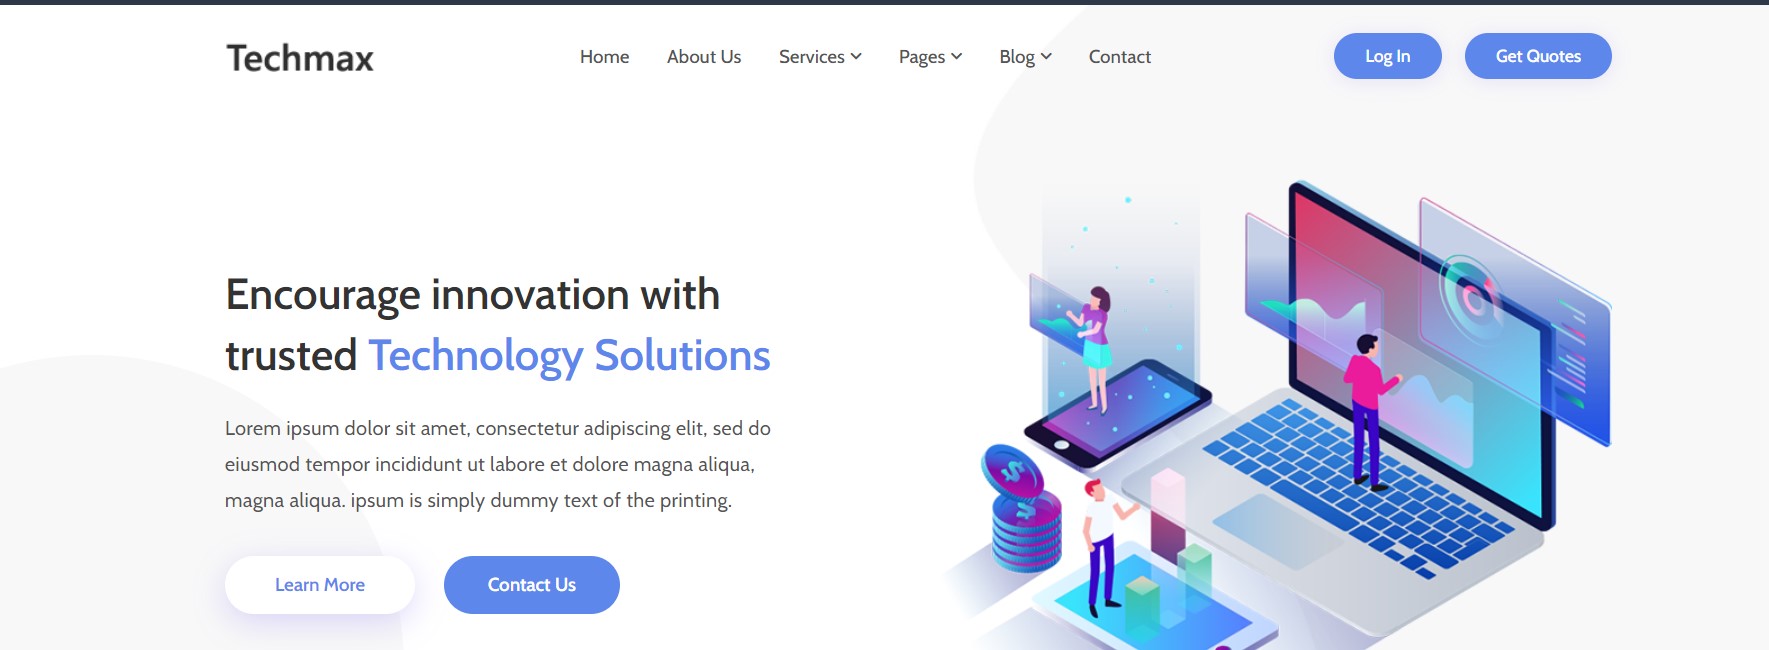 Techmax
Home About Us Services Pages Blog Contact
Log In Get Quotes
Encourage innovation with
trusted Technology Solutions
Lorem ipsum dolor sit amet, consectetur adipiscing elit, sed do
eiusmod tempor incididunt ut labore et dolore magna aliqua,
magna aliqua. ipsum is simply dummy text of the printing.
Learn More Contact Us